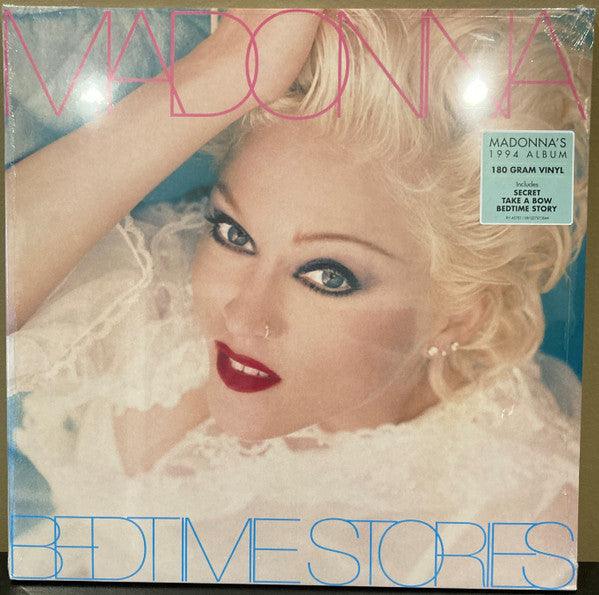 MADONNA
MADONNA'S
1994 ALBUM
180 GRAM VINYL
Includes
SECRET
TAKE A BOW
BEDTIME STORY
BEDTIME STORIES